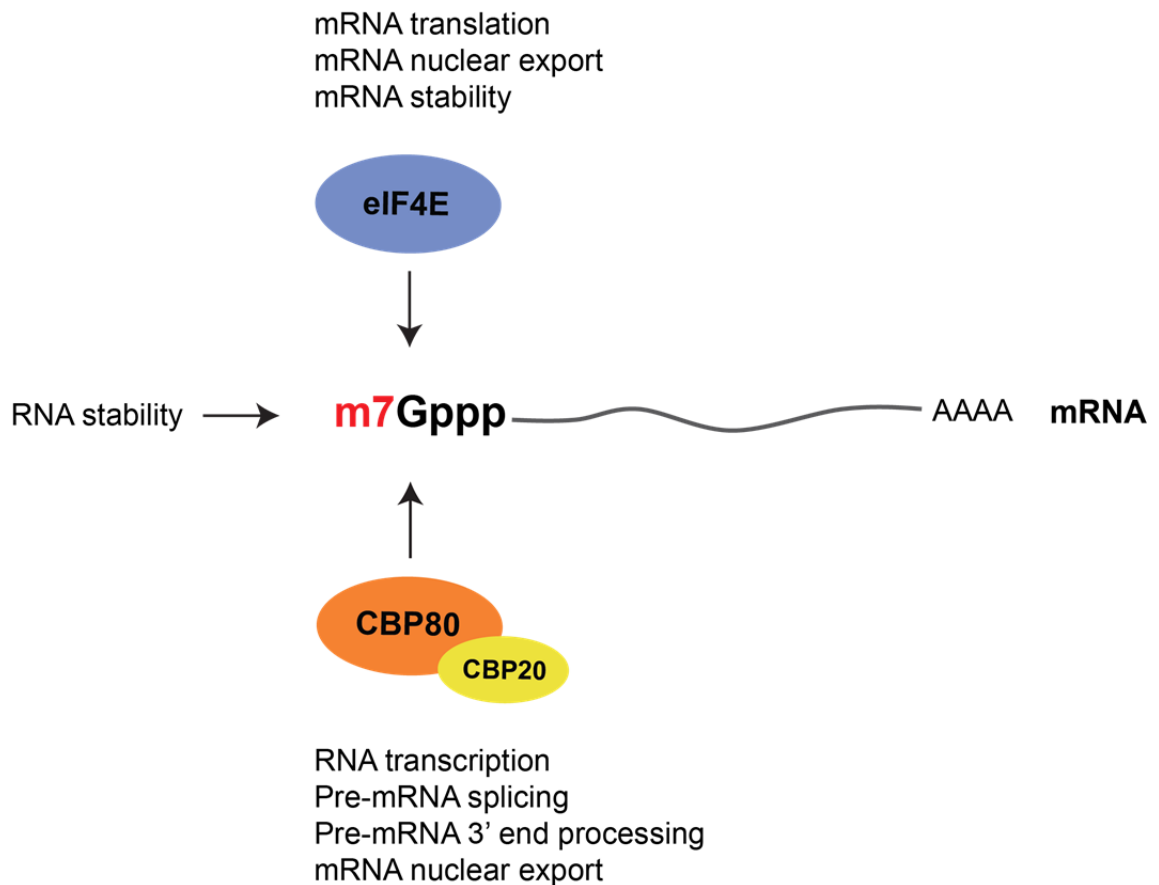 mRNA translation
mRNA nuclear export
mRNA stability
eIF4E
RNA stability
m7Gppp
AAAA
mRNA
CBP80
CBP20
RNA transcription
Pre-mRNA splicing
Pre-mRNA 3’ end processing
mRNA nuclear export